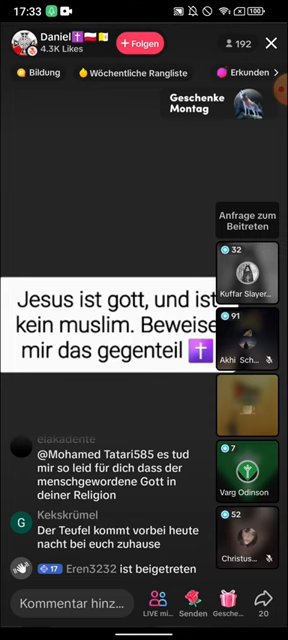 17:33
100
Daniel✝️🇵🇱🇻🇦
4.3K Likes
+ Folgen
192
Bildung
Wöchentliche Rangliste
Erkunden
Geschenke
Montag
Anfrage zum
Beitreten
32
Kuffar Slayer...
Jesus ist gott, und ist
kein muslim. Beweise
mir das gegenteil ✝️
91
Akhi Sch...
elakadente
@Mohamed Tatari585 es tud
mir so leid für dich dass der
menschgewordene Gott in
deiner Religion
7
Varg Odinson
G
Kekskrümel
Der Teufel kommt vorbei heute
nacht bei euch zuhause
52
Christus...
17 Eren3232 ist beigetreten
Kommentar hinz...
LIVE mi...
Senden
Gesche...
20